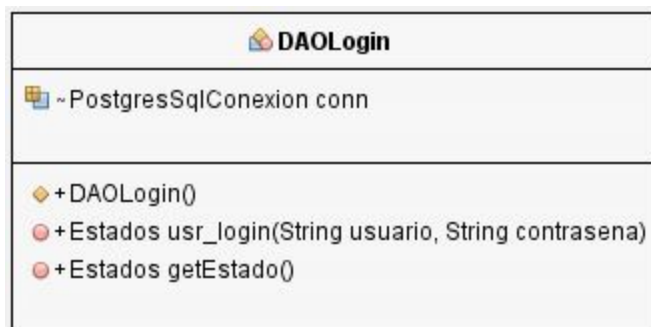 DAOLogin
~PostgresSqlConexion conn
+DAOLogin()
+Estados usr_login(String usuario, String contrasena)
+Estados getEstado()